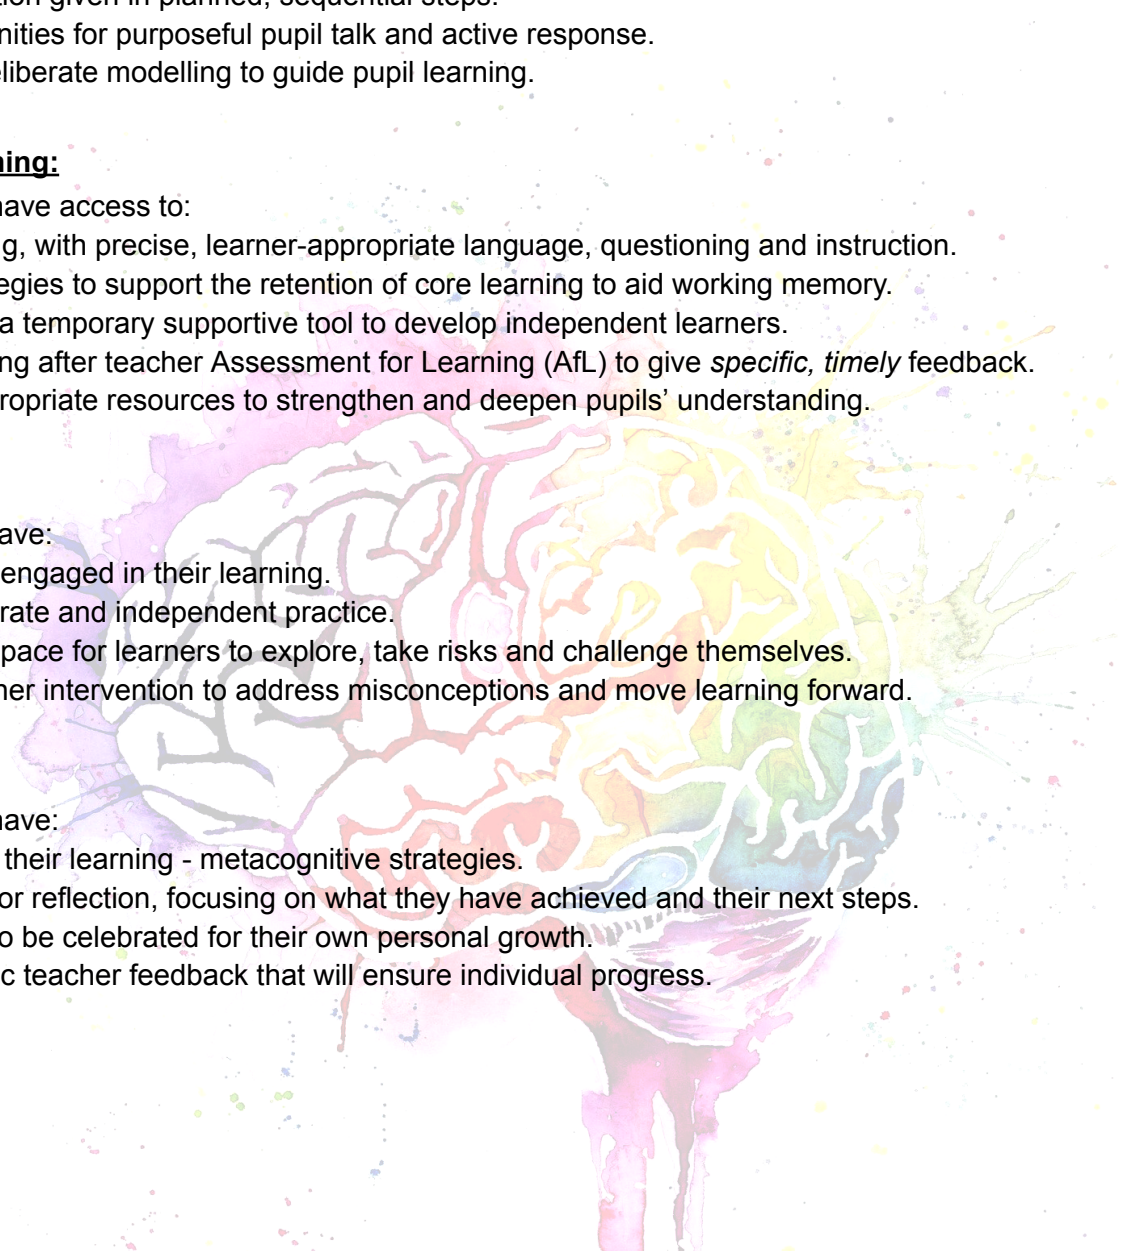 tion given in planned, sequential steps.
nities for purposeful pupil talk and active response.
eliberate modelling to guide pupil learning.
ning:
have access to:
g, with precise, learner-appropriate language, questioning and instruction.
egies to support the retention of core learning to aid working memory.
a temporary supportive tool to develop independent learners.
ng after teacher Assessment for Learning (AfL) to give specific, timely feedback.
ropriate resources to strengthen and deepen pupils’ understanding.
ave:
engaged in their learning.
rate and independent practice.
pace for learners to explore, take risks and challenge themselves.
her intervention to address misconceptions and move learning forward.
have:
their learning - metacognitive strategies.
or reflection, focusing on what they have achieved and their next steps.
o be celebrated for their own personal growth.
c teacher feedback that will ensure individual progress.